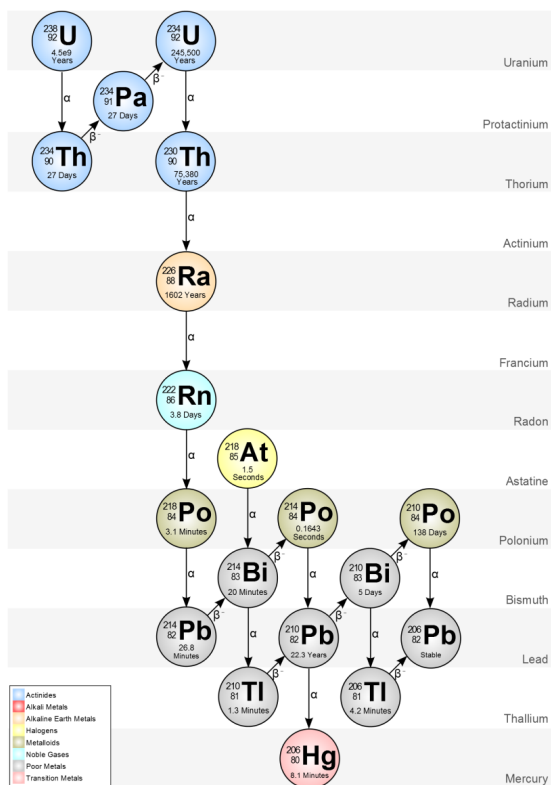 238
92 U
4.5e9
Years
234
92 U
245,500
Years
Uranium
α
β⁻
α
234
91 Pa
27 Days
Protactinium
β⁻
234
90 Th
27 Days
230
90 Th
75,380
Years
Thorium
α
Actinium
226
88 Ra
1602 Years
Radium
α
Francium
222
86 Rn
3.8 Days
Radon
α
218
85 At
1.5
Seconds
Astatine
218
84 Po
3.1 Minutes
α
214
84 Po
0.1643
Seconds
210
84 Po
138 Days
Polonium
β⁻
β⁻
α
214
83 Bi
20 Minutes
α
210
83 Bi
5 Days
α
Bismuth
β⁻
β⁻
214
82 Pb
26.8
Minutes
α
210
82 Pb
22.3 Years
α
206
82 Pb
Stable
Lead
β⁻
β⁻
210
81 Tl
1.3 Minutes
α
206
81 Tl
4.2 Minutes
Thallium
206
80 Hg
8.1 Minutes
Mercury
Actinides
Alkali Metals
Alkaline Earth Metals
Halogens
Metalloids
Noble Gases
Poor Metals
Transition Metals